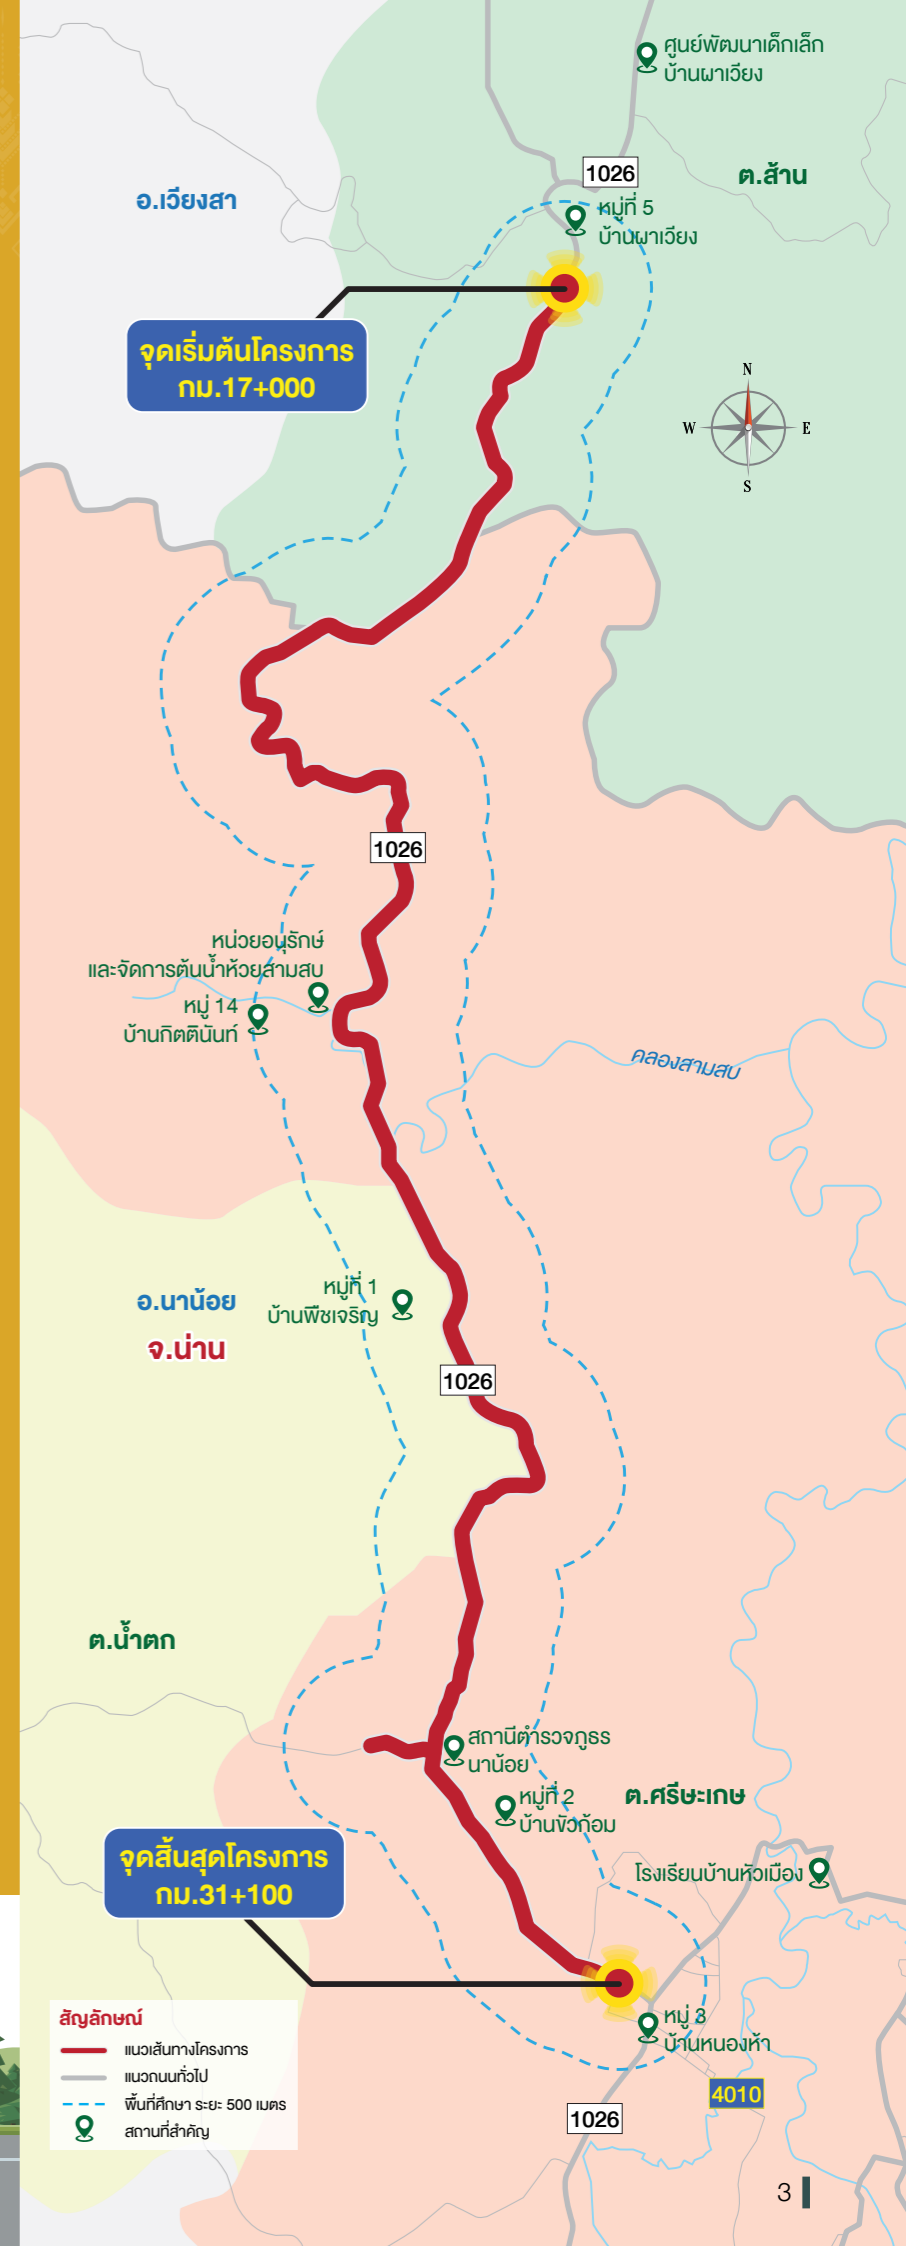 ศูนย์พัฒนาเด็กเล็ก
บ้านผาเวียง
1026
ต.ส้าน
อ.เวียงสา
หมู่ที่ 5
บ้านผาเวียง
จุดเริ่มต้นโครงการ
กม.17+000
N
W
E
S
1026
หน่วยอนุรักษ์
และจัดการต้นน้ำห้วยสามสบ
หมู่ 14
บ้านกิตตินันท์
คลองสามสบ
หมู่ที่ 1
บ้านพืชเจริญ
อ.นาน้อย
จ.น่าน
1026
ต.น้ำตก
สถานีตำรวจภูธร
นาน้อย
หมู่ที่ 2
บ้านขัวก้อม
ต.ศรีษะเกษ
จุดสิ้นสุดโครงการ
กม.31+100
โรงเรียนบ้านหัวเมือง
หมู่ 3
บ้านหนองห้า
4010
1026
สัญลักษณ์
แนวเส้นทางโครงการ
แนวถนนทั่วไป
พื้นที่ศึกษา ระยะ 500 เมตร
สถานที่สำคัญ
3